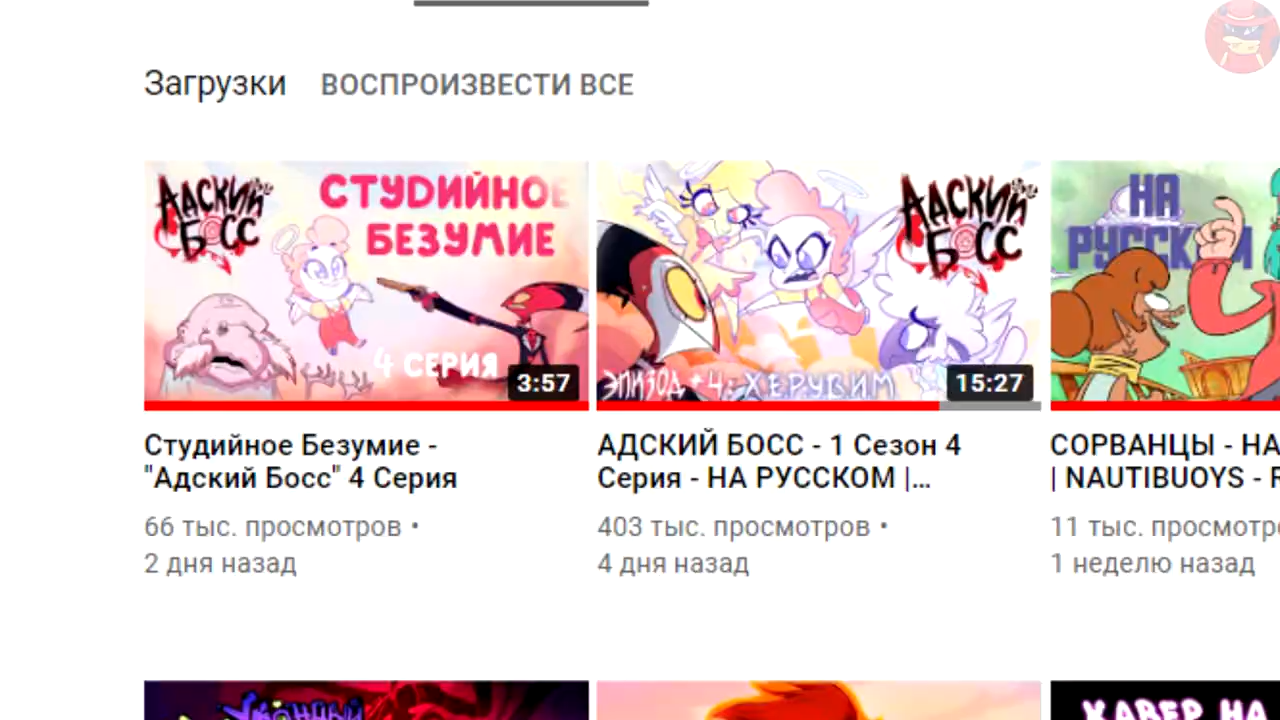 Загрузки ВОСПРОИЗВЕСТИ ВСЕ
АДСКИЙ
БОСС
СТУDИЙНОЕ
БЕЗУМИЕ
4 СЕРИЯ
3:57
АДСКИЙ
БОСС
ЭПИЗОД 4: ХЕРУВИМ
15:27
НА
РУССКОМ
Студийное Безумие -
"Адский Босс" 4 Серия
66 тыс. просмотров •
2 дня назад
АДСКИЙ БОСС - 1 Сезон 4
Серия - НА РУССКОМ |...
403 тыс. просмотров •
4 дня назад
СОРВАНЦЫ - НА
| NAUTIBUOYS - R
11 тыс. просмотро
1 неделю назад
КАВЕР НА